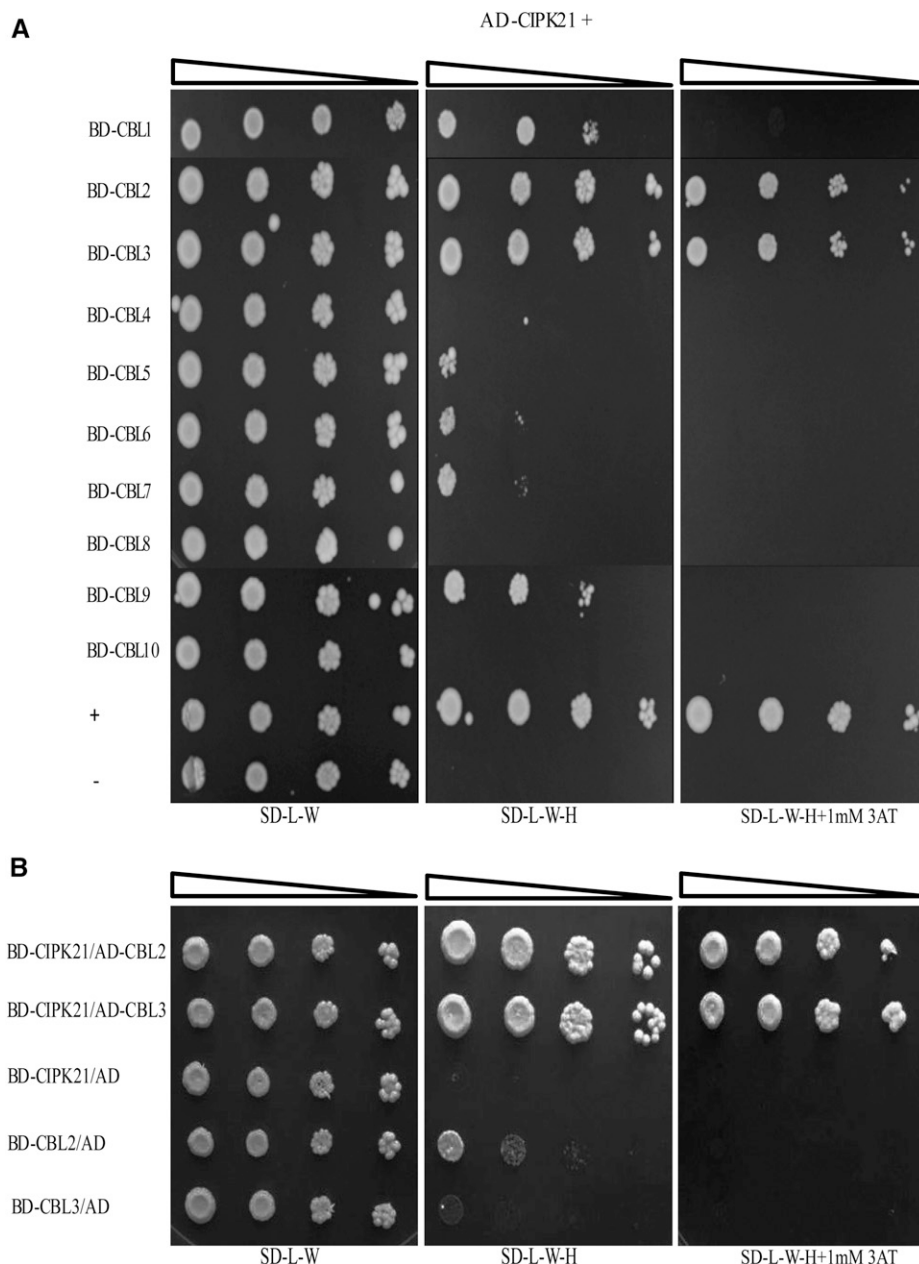 A
AD-CIPK21 +
BD-CBL1
BD-CBL2
BD-CBL3
BD-CBL4
BD-CBL5
BD-CBL6
BD-CBL7
BD-CBL8
BD-CBL9
BD-CBL10
+
-
SD-L-W
SD-L-W-H
SD-L-W-H+1mM 3AT
B
BD-CIPK21/AD-CBL2
BD-CIPK21/AD-CBL3
BD-CIPK21/AD
BD-CBL2/AD
BD-CBL3/AD
SD-L-W
SD-L-W-H
SD-L-W-H+1mM 3AT